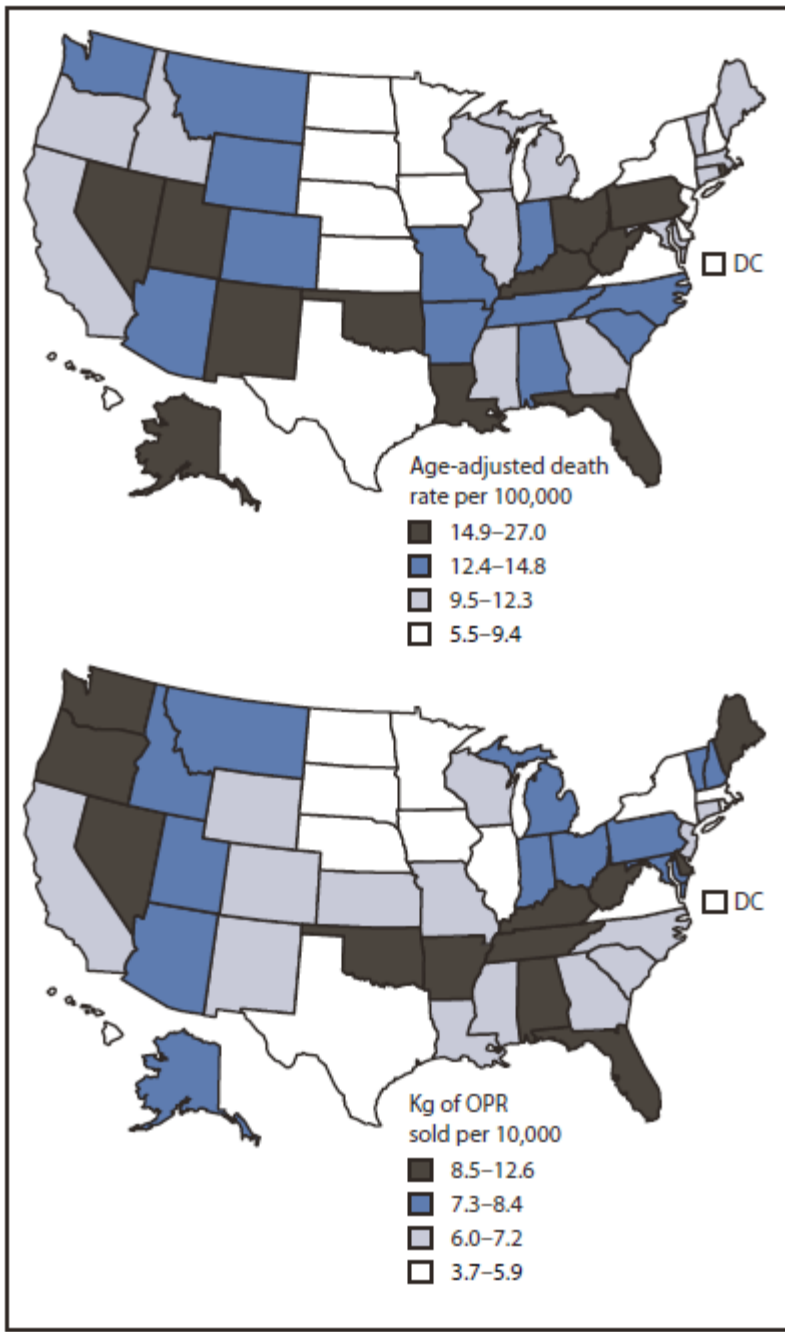 DC
Age-adjusted death
rate per 100,000
14.9–27.0
12.4–14.8
9.5–12.3
5.5–9.4
DC
Kg of OPR
sold per 10,000
8.5–12.6
7.3–8.4
6.0–7.2
3.7–5.9